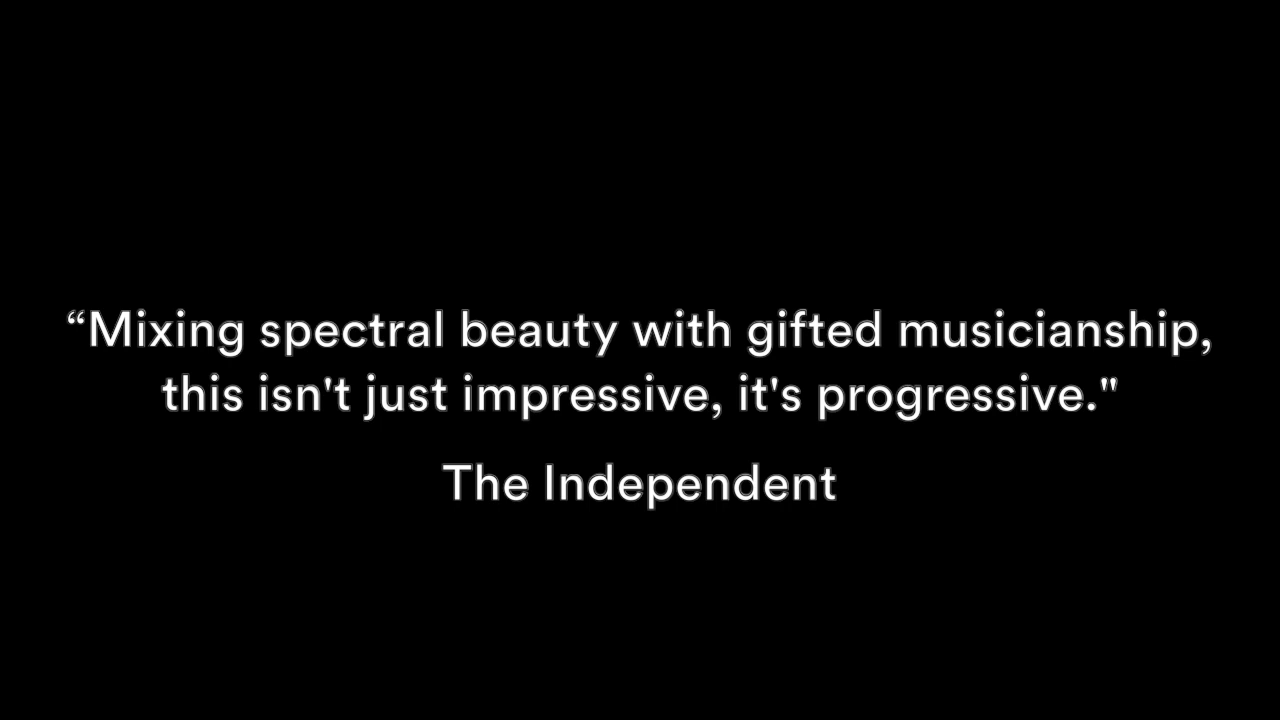 “Mixing spectral beauty with gifted musicianship,
this isn't just impressive, it's progressive."
The Independent